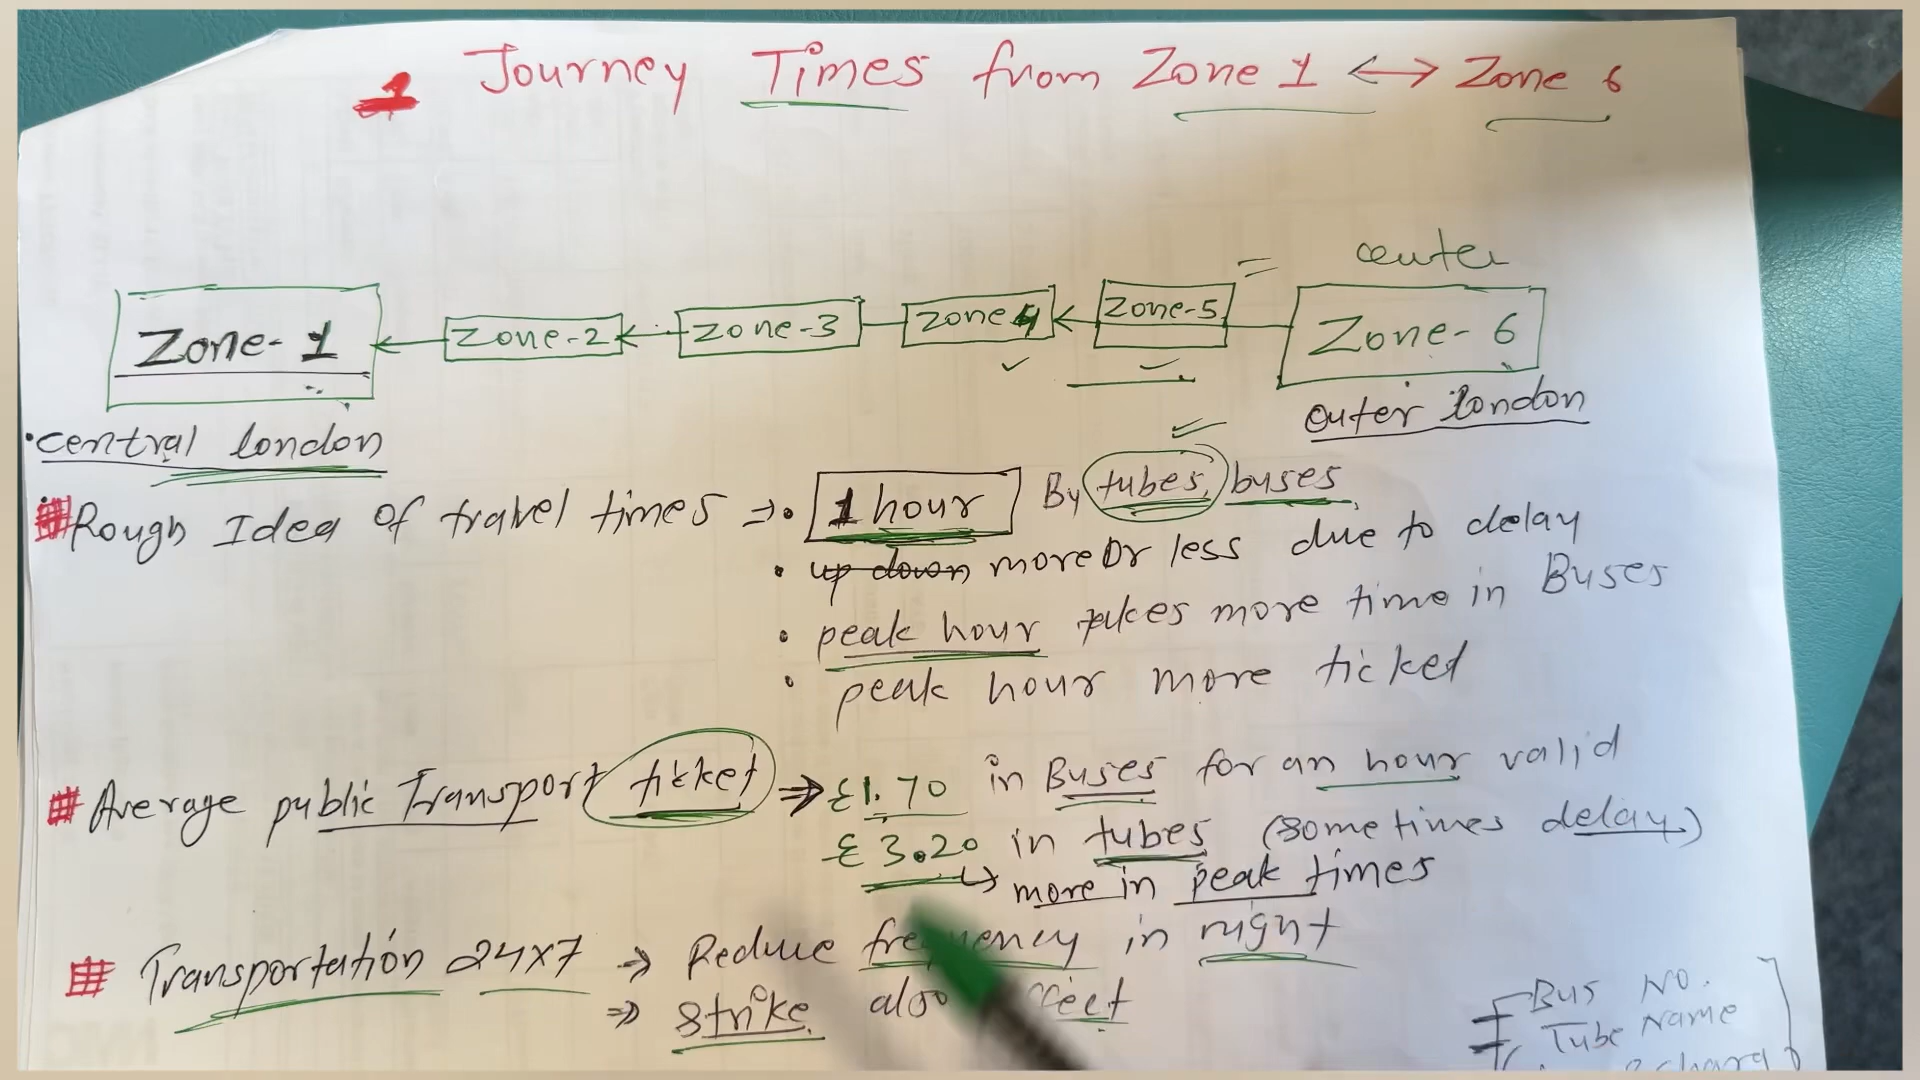 1 Journey Times from Zone 1 ↔ Zone 6
outer
Zone-1 ← Zone-2 ← Zone-3 — Zone 4 ← Zone-5 — Zone-6
central london
outer london
# Rough Idea of travel times ⇒ • 1 hour By tubes, buses
• up down more Or less due to delay
• peak hour takes more time in Buses
• peak hour more ticket
# Average public Transport ticket ⇒ £1.70 in Buses for an hour valid
£3.20 in tubes (sometimes delay)
↳ more in peak times
# Transportation 24x7 → Reduce frequency in night
⇒ strike also
Bus No.
Tube Name